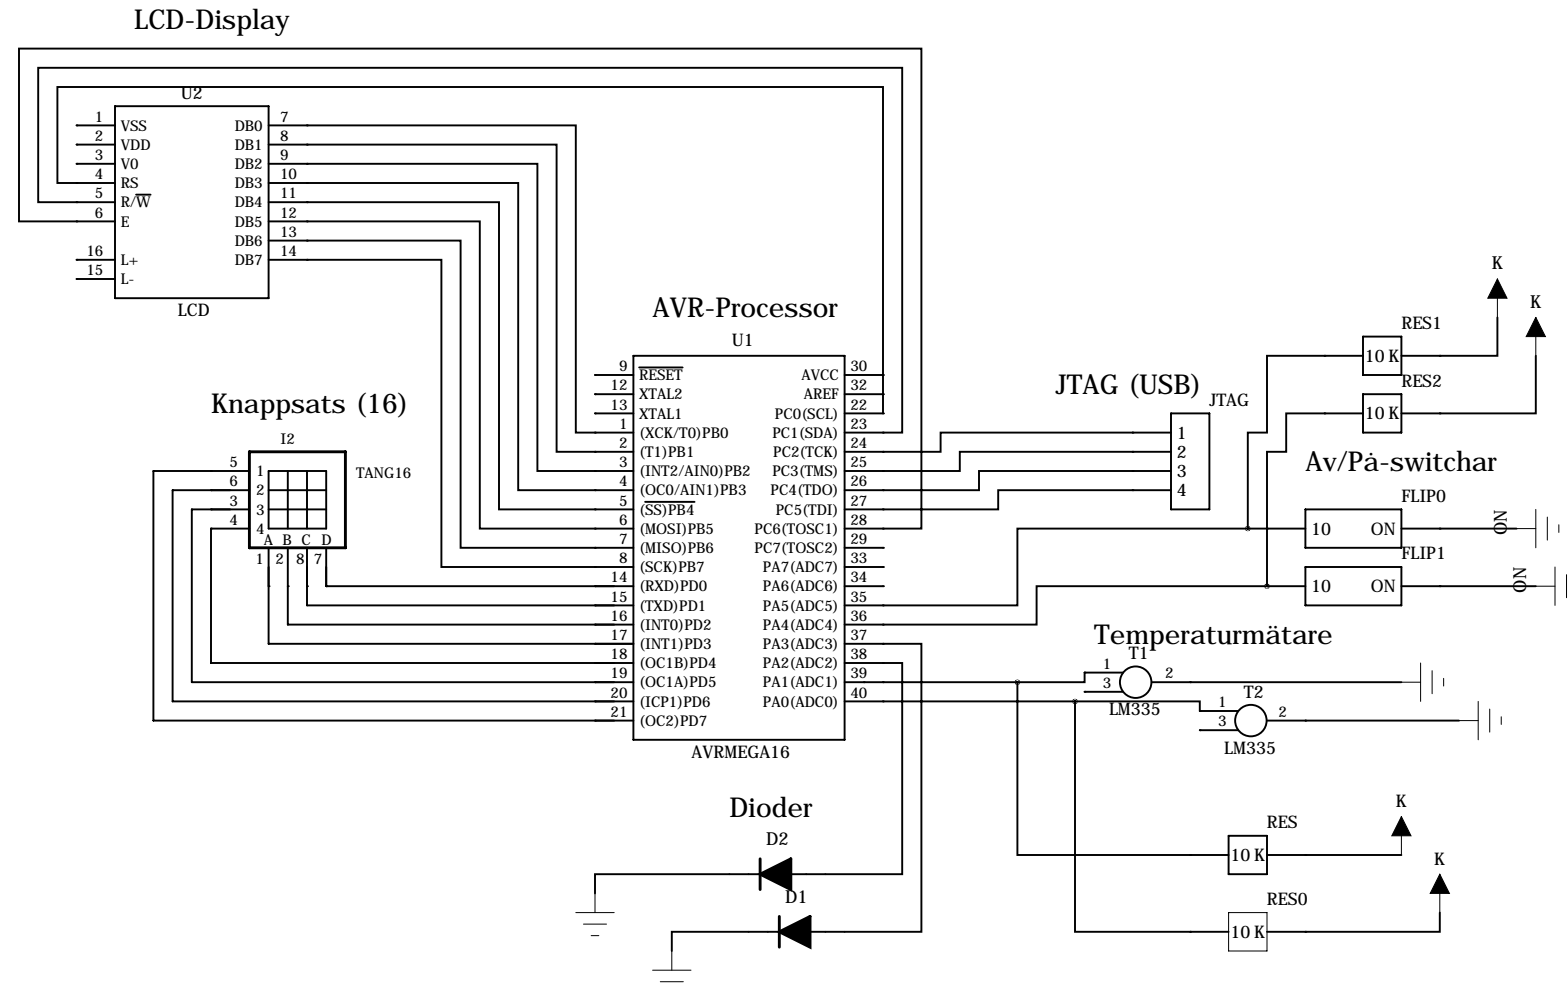 LCD-Display
U2
1 VSS DB0 7
2 VDD DB1 8
3 V0 DB2 9
4 RS DB3 10
5 R/W DB4 11
6 E DB5 12
DB6 13
16 L+ DB7 14
15 L-
LCD
AVR-Processor
U1
9 RESET AVCC 30
12 XTAL2 AREF 32
13 XTAL1 PC0(SCL) 22
1 (XCK/T0)PB0 PC1(SDA) 23
2 (T1)PB1 PC2(TCK) 24
3 (INT2/AIN0)PB2 PC3(TMS) 25
4 (OC0/AIN1)PB3 PC4(TDO) 26
5 (SS)PB4 PC5(TDI) 27
6 (MOSI)PB5 PC6(TOSC1) 28
7 (MISO)PB6 PC7(TOSC2) 29
8 (SCK)PB7 PA7(ADC7) 33
14 (RXD)PD0 PA6(ADC6) 34
15 (TXD)PD1 PA5(ADC5) 35
16 (INT0)PD2 PA4(ADC4) 36
17 (INT1)PD3 PA3(ADC3) 37
18 (OC1B)PD4 PA2(ADC2) 38
19 (OC1A)PD5 PA1(ADC1) 39
20 (ICP1)PD6 PA0(ADC0) 40
21 (OC2)PD7
AVRMEGA16
Knappsats (16)
I2
TANG16
5 1
6 2
3 3
4 4
A B C D
1 2 8 7
JTAG (USB)
JTAG
1
2
3
4
K
K
RES1
10 K
RES2
10 K
Av/På-switchar
FLIP0
10 ON
ON
FLIP1
10 ON
ON
Temperaturmätare
T1
1 2
3
LM335
T2
1 2
3
LM335
Dioder
D2
D1
K
RES
10 K
K
RES0
10 K